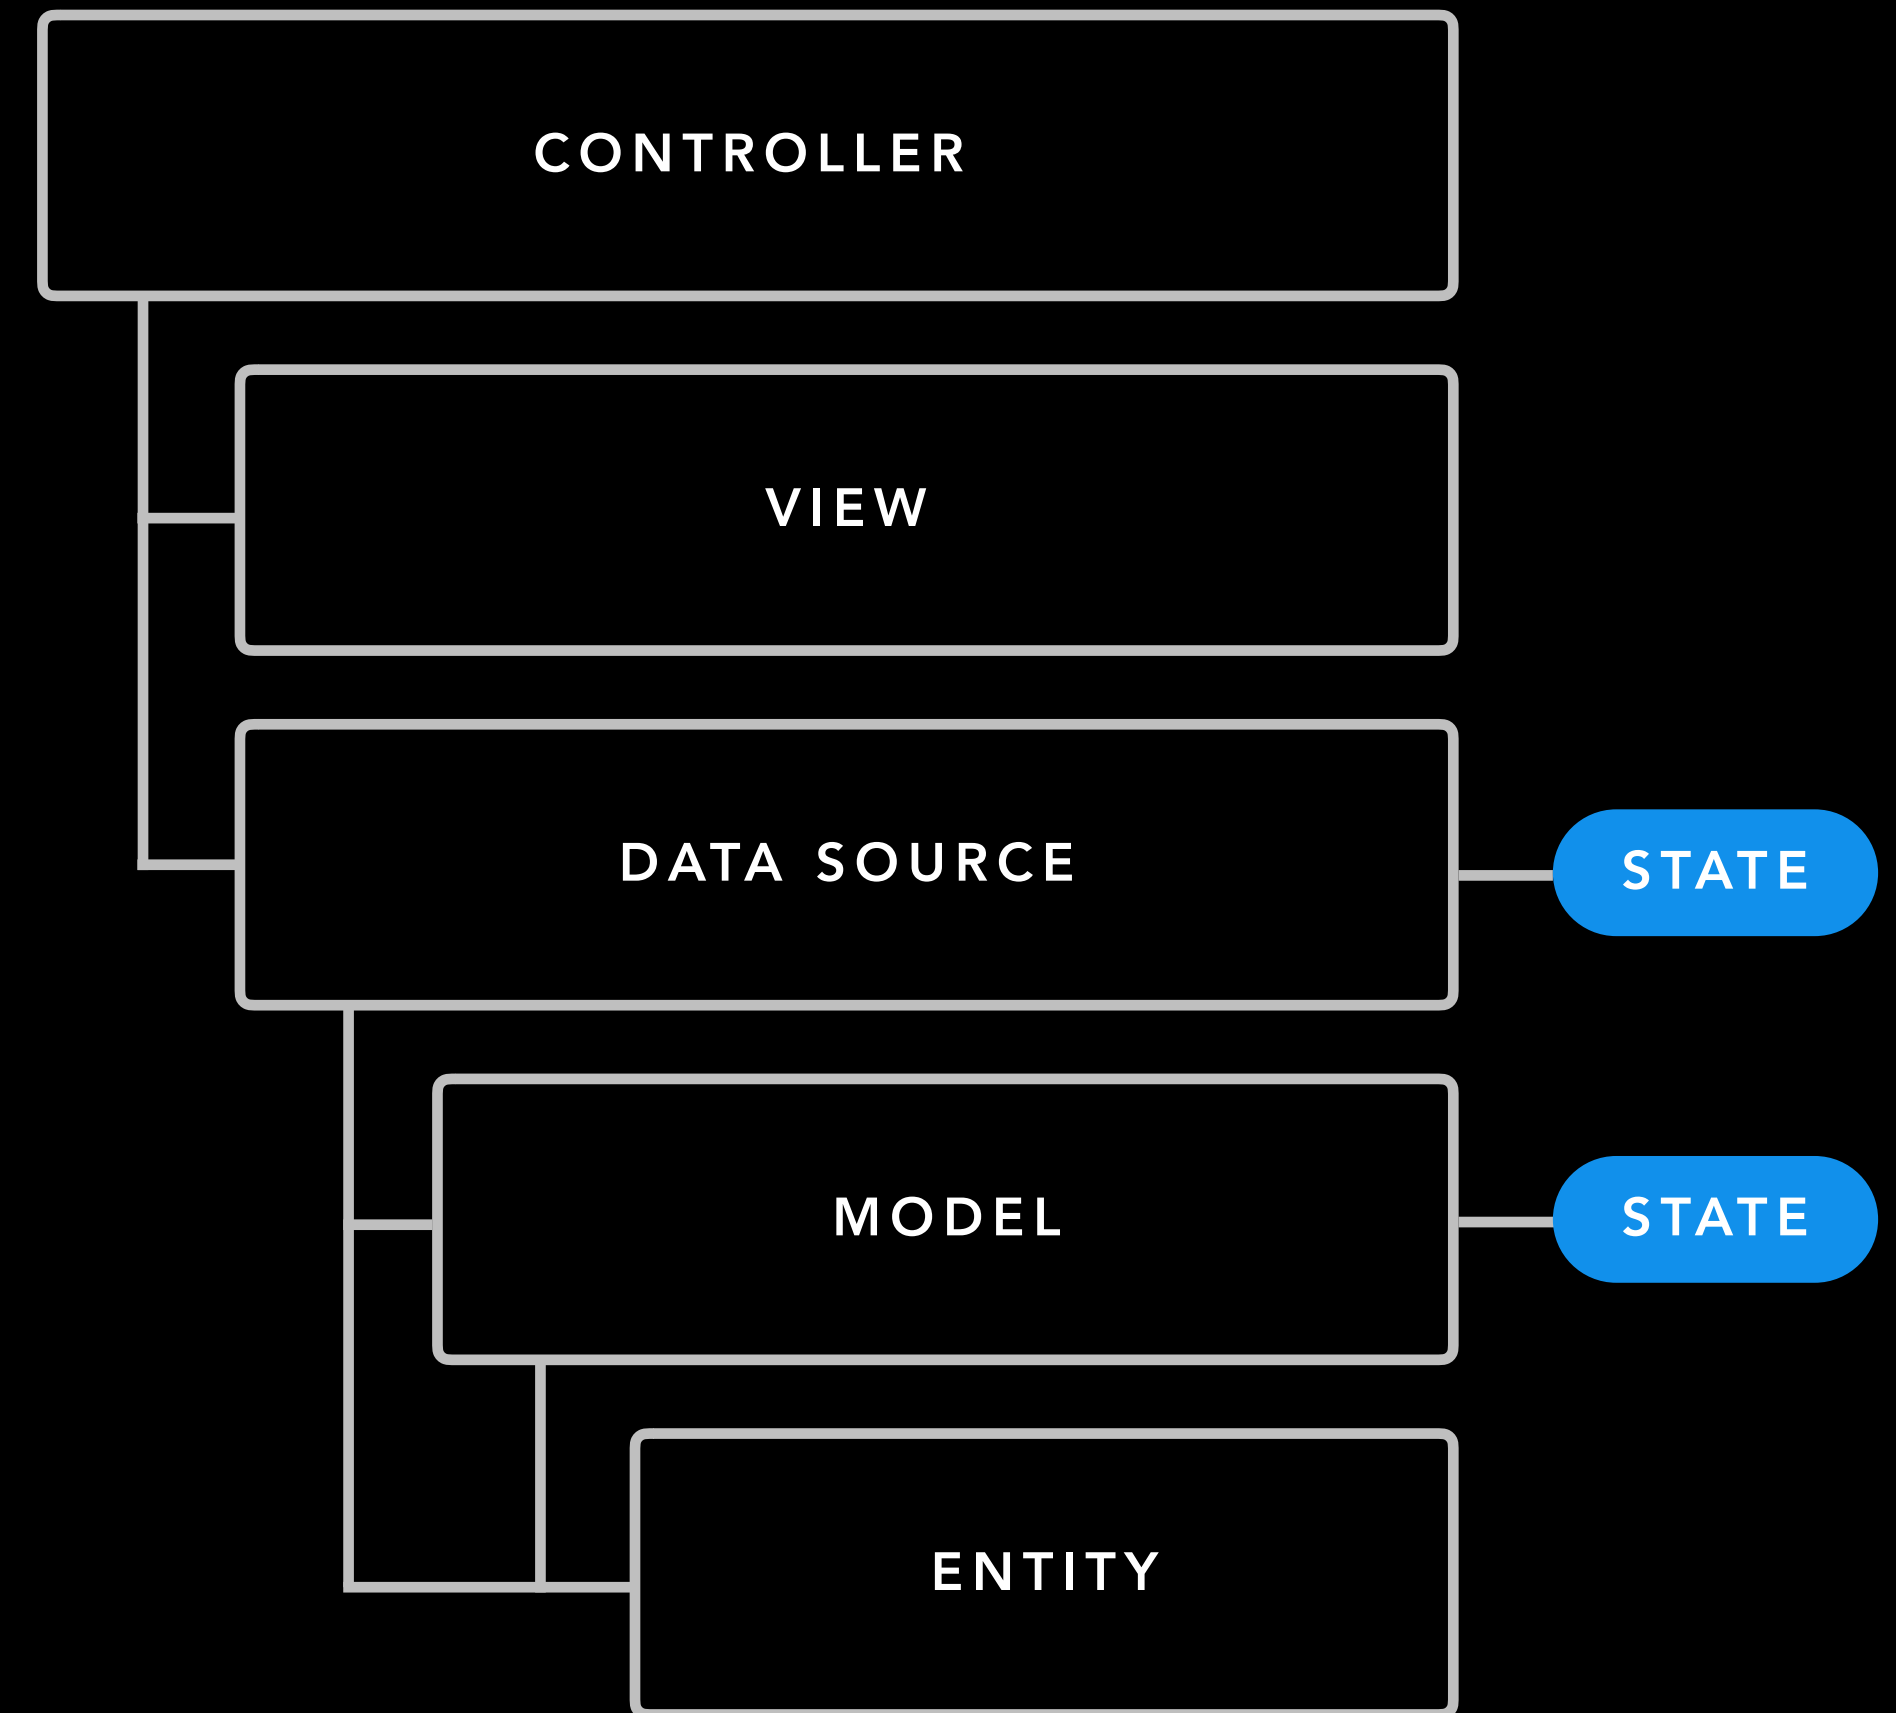 CONTROLLER
VIEW
DATA SOURCE
STATE
MODEL
STATE
ENTITY